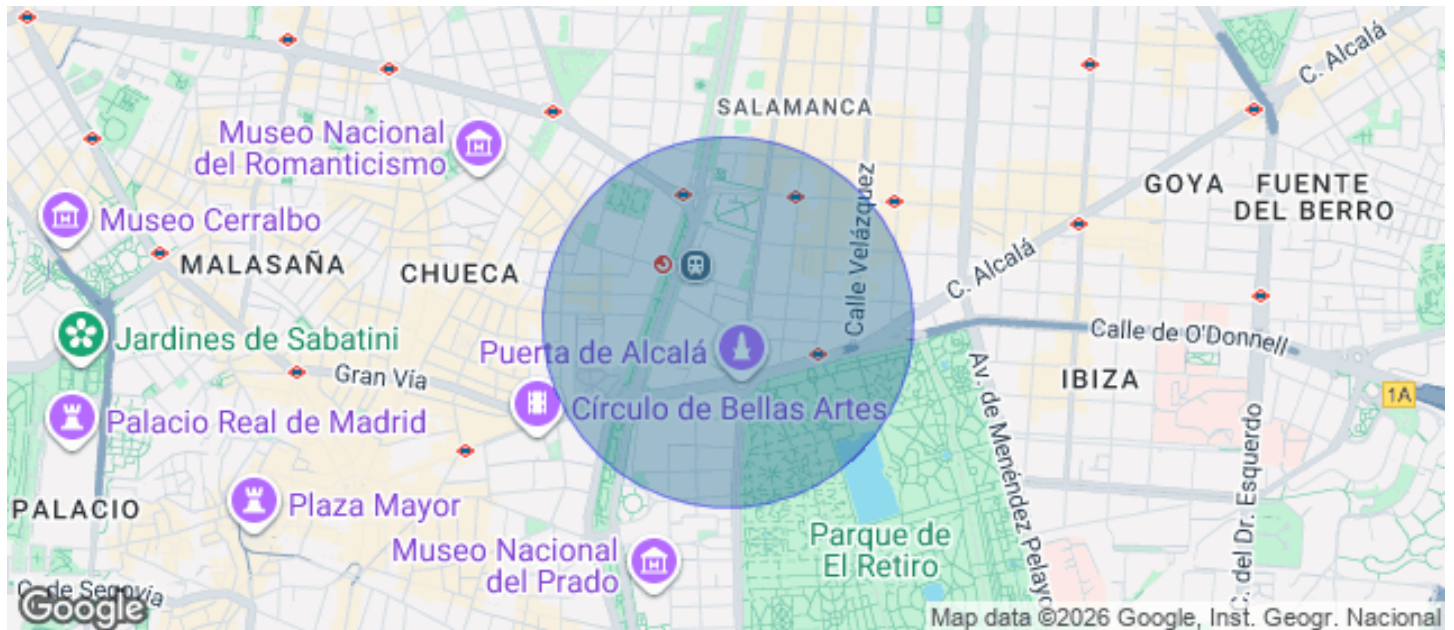 C. Alcalá
SALAMANCA
Museo Nacional
del Romanticismo
Calle Velázquez
GOYA
FUENTE
DEL BERRO
Museo Cerralbo
MALASAÑA
CHUECA
C. Alcalá
Jardines de Sabatini
Puerta de Alcalá
Calle de O'Donnell
Gran Vía
IBIZA
1A
Palacio Real de Madrid
Círculo de Bellas Artes
Av. de Menéndez Pelayo
C. del Dr. Esquerdo
PALACIO
Plaza Mayor
Museo Nacional
del Prado
Parque de
El Retiro
C. de Segovia
Google
Map data ©2026 Google, Inst. Geogr. Nacional